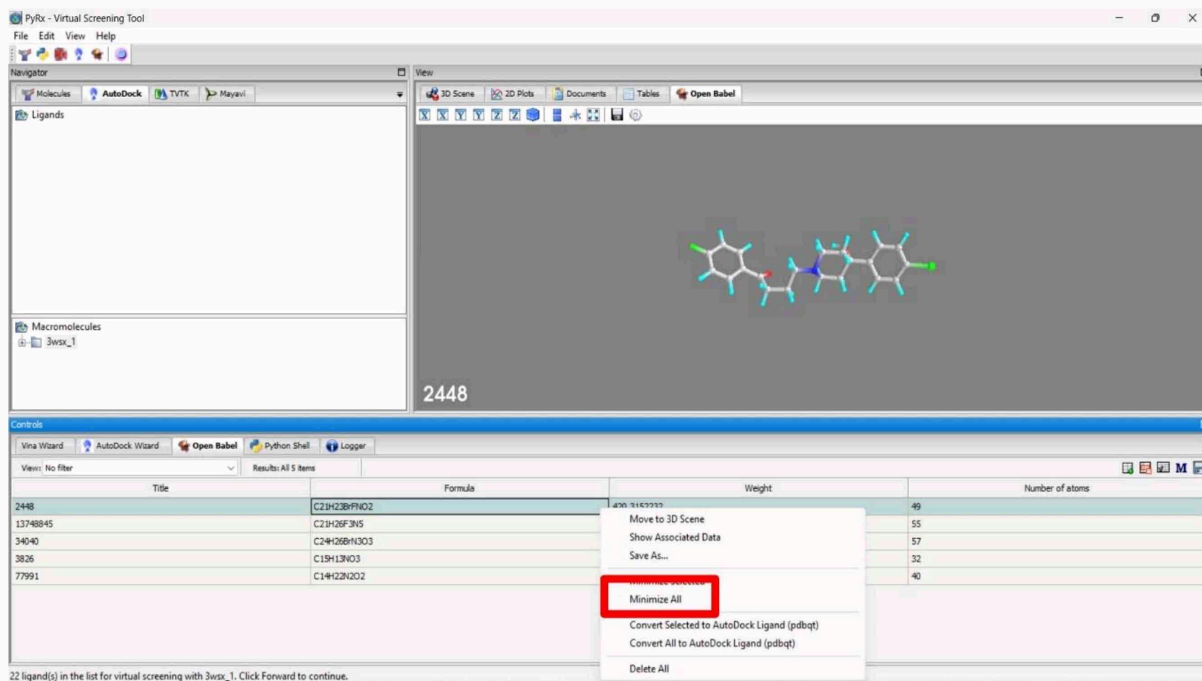 PyRx - Virtual Screening Tool
File Edit View Help
Navigator
View
Molecules AutoDock TVTK Mayavi
3D Scene 2D Plots Documents Tables Open Babel
Ligands
X X Y Y Z Z
Macromolecules
3wsx_1
2448
Controls
Vina Wizard AutoDock Wizard Open Babel Python Shell Logger
View: No filter Results: All 5 items
M
Title Formula Weight Number of atoms
2448 C21H23BrFNO2 420.3152232 49
13748845 C21H26F3N5 55
34040 C24H26BrN3O3 57
3826 C15H13NO3 32
77991 C14H22N2O2 40
Move to 3D Scene
Show Associated Data
Save As...
Minimize Selected
Minimize All
Convert Selected to AutoDock Ligand (pdbqt)
Convert All to AutoDock Ligand (pdbqt)
Delete All
22 ligand(s) in the list for virtual screening with 3wsx_1. Click Forward to continue.